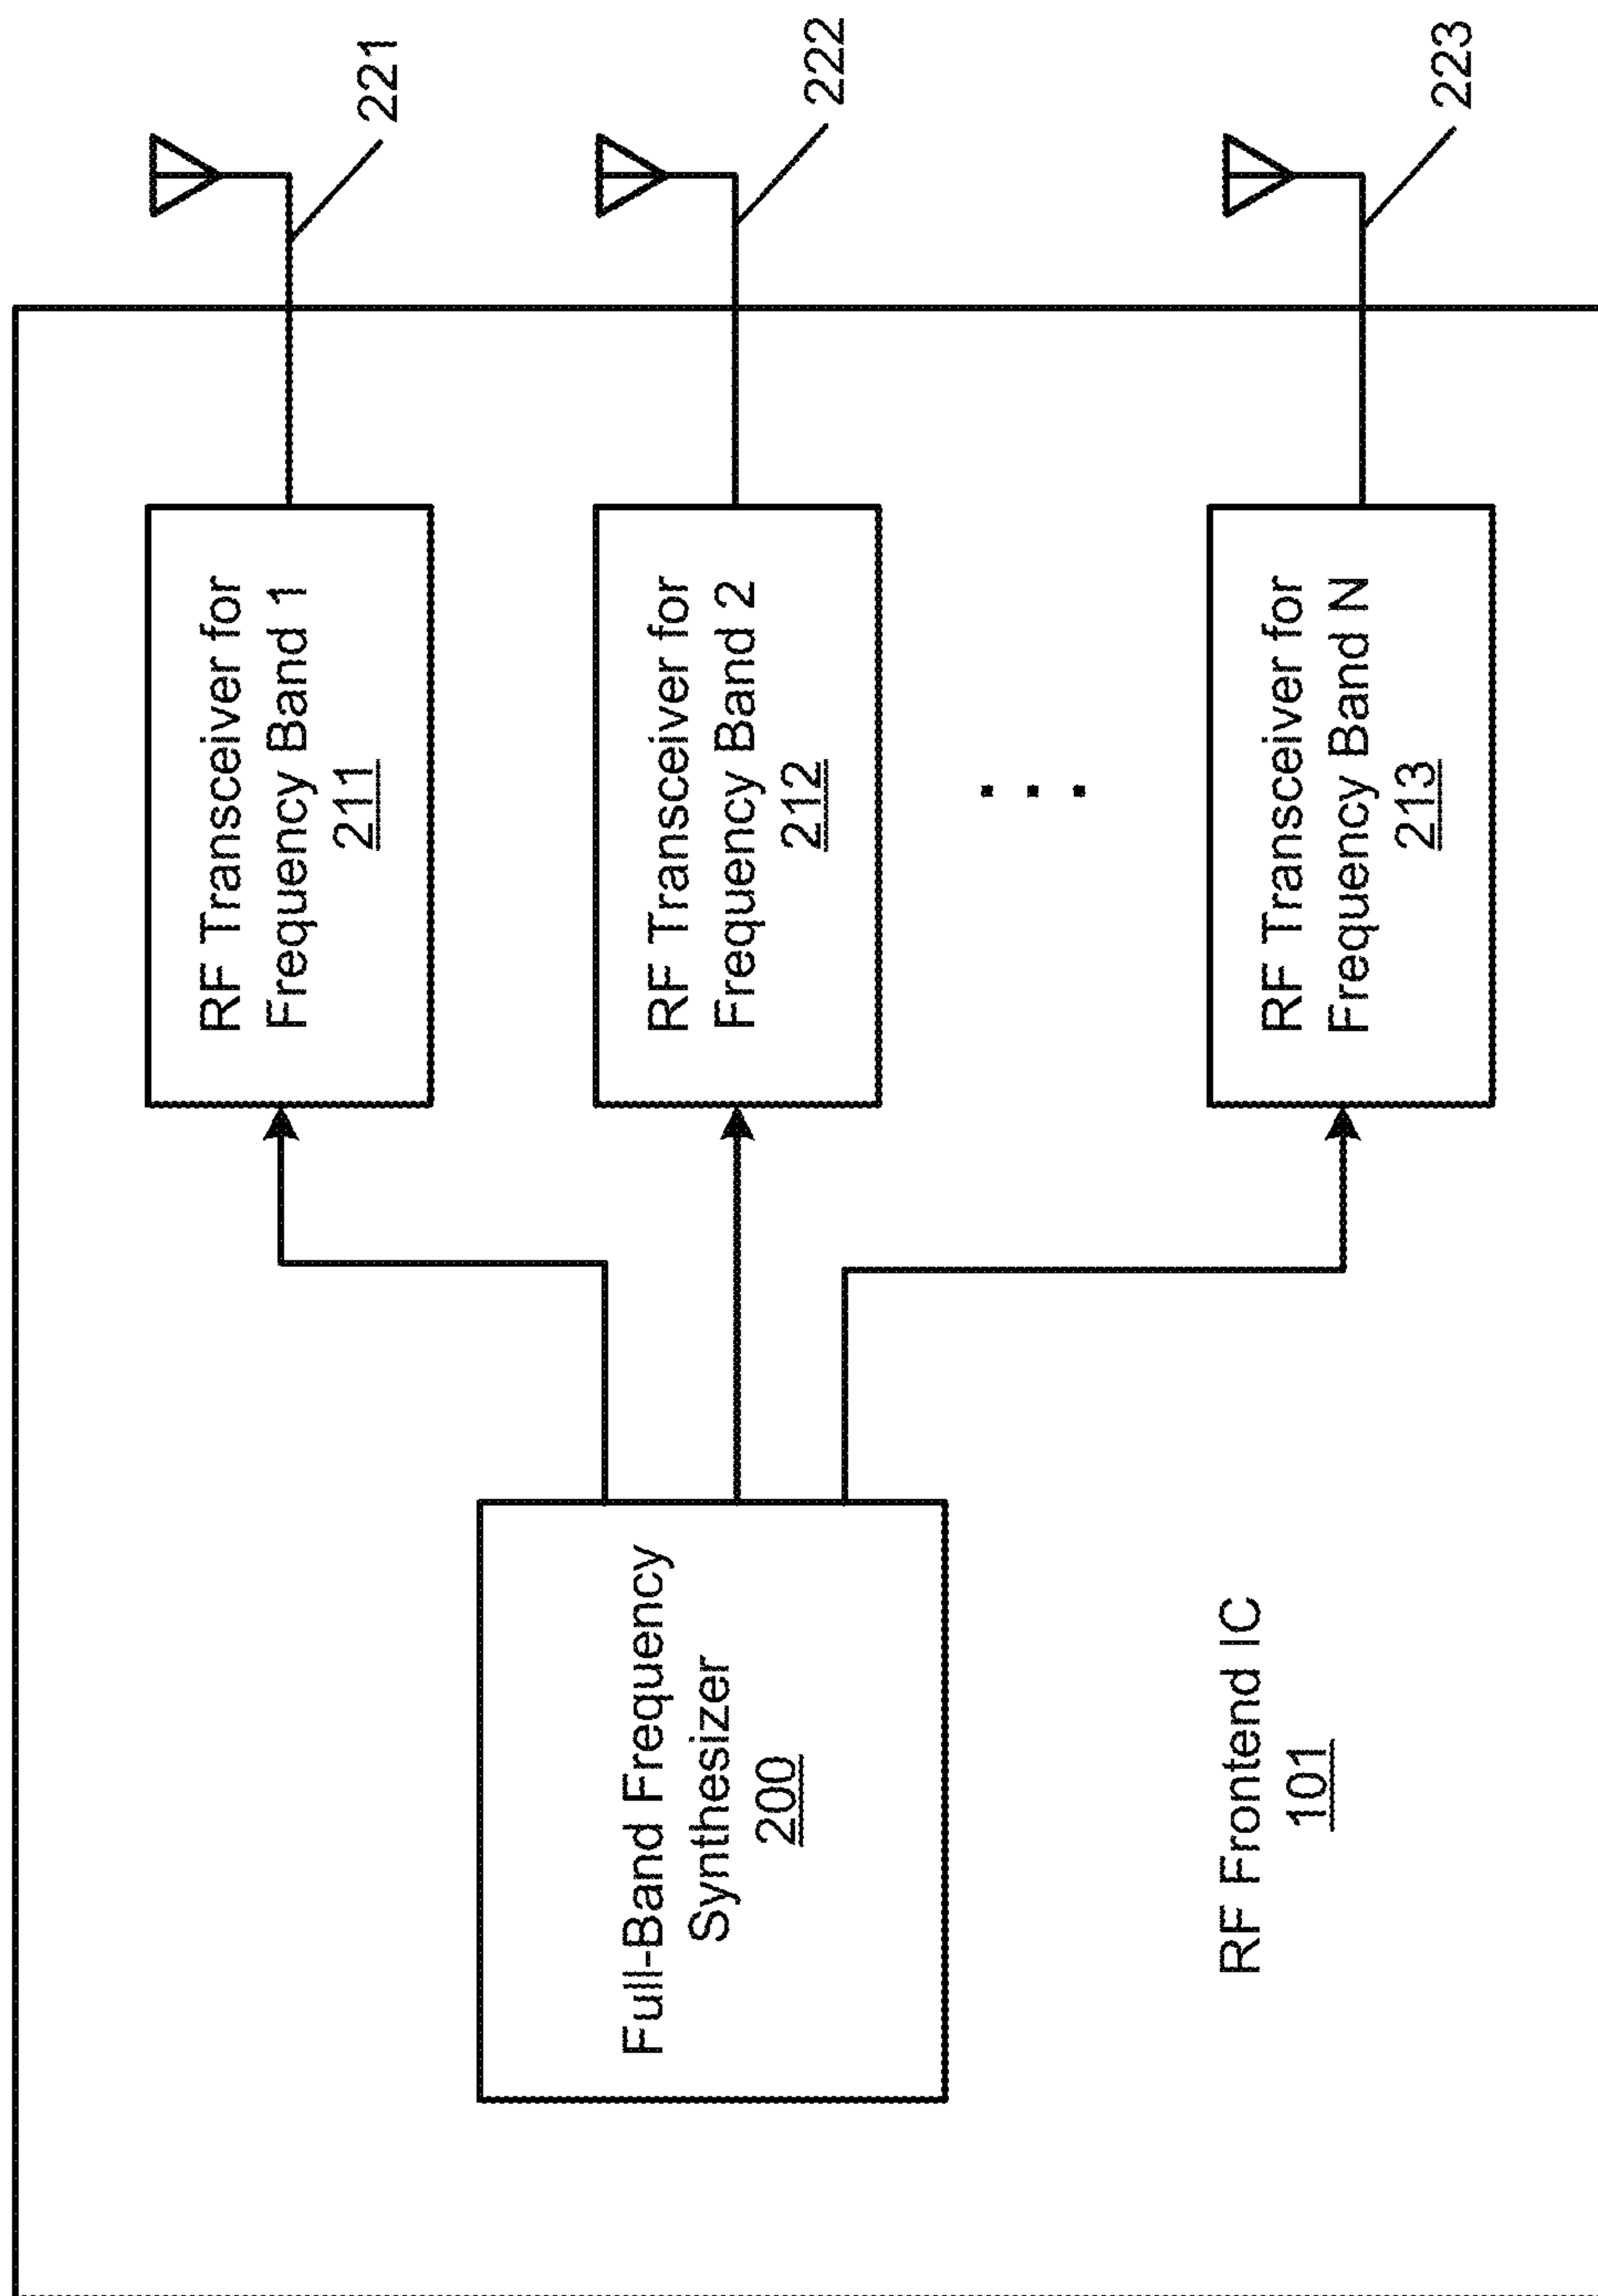 RF Transceiver for
Frequency Band 1
211
221
Full-Band Frequency
Synthesizer
200
RF Transceiver for
Frequency Band 2
212
222
RF Transceiver for
Frequency Band N
213
223
RF Frontend IC
101